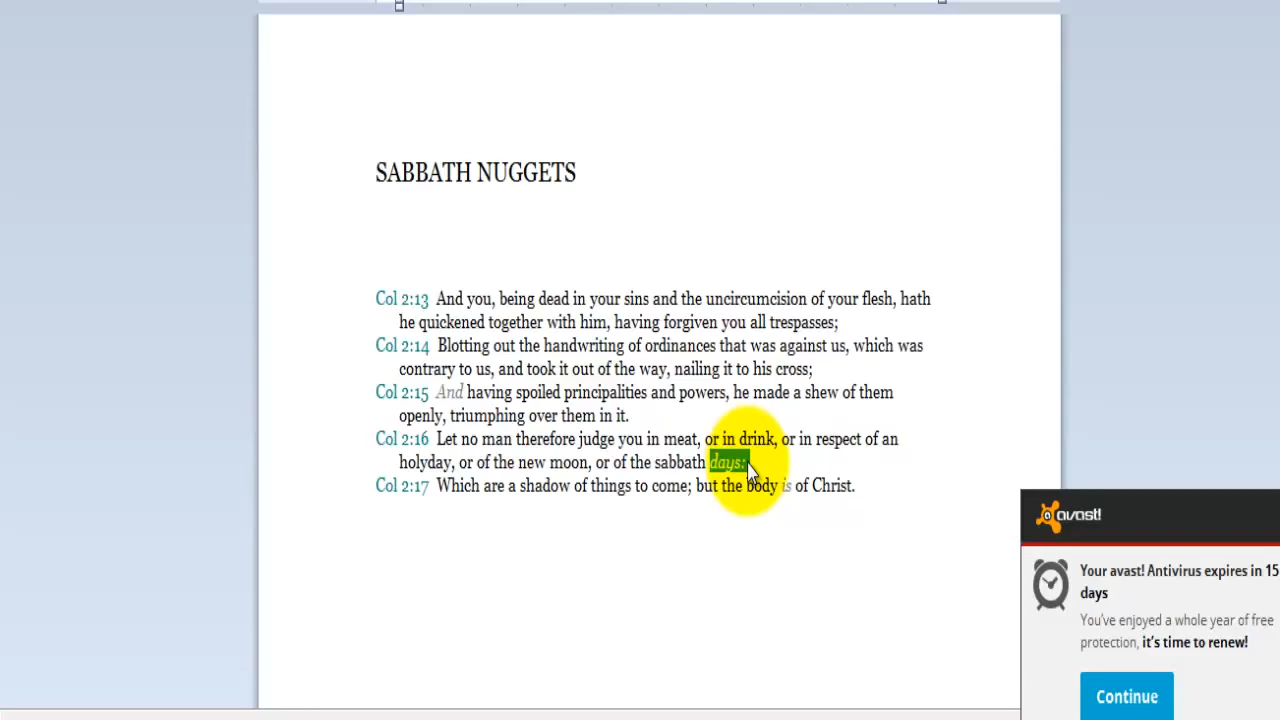 SABBATH NUGGETS
Col 2:13 And you, being dead in your sins and the uncircumcision of your flesh, hath
he quickened together with him, having forgiven you all trespasses;
Col 2:14 Blotting out the handwriting of ordinances that was against us, which was
contrary to us, and took it out of the way, nailing it to his cross;
Col 2:15 And having spoiled principalities and powers, he made a shew of them
openly, triumphing over them in it.
Col 2:16 Let no man therefore judge you in meat, or in drink, or in respect of an
holyday, or of the new moon, or of the sabbath days:
Col 2:17 Which are a shadow of things to come; but the body is of Christ.
avast!
Your avast! Antivirus expires in 15
days
You've enjoyed a whole year of free
protection, it's time to renew!
Continue